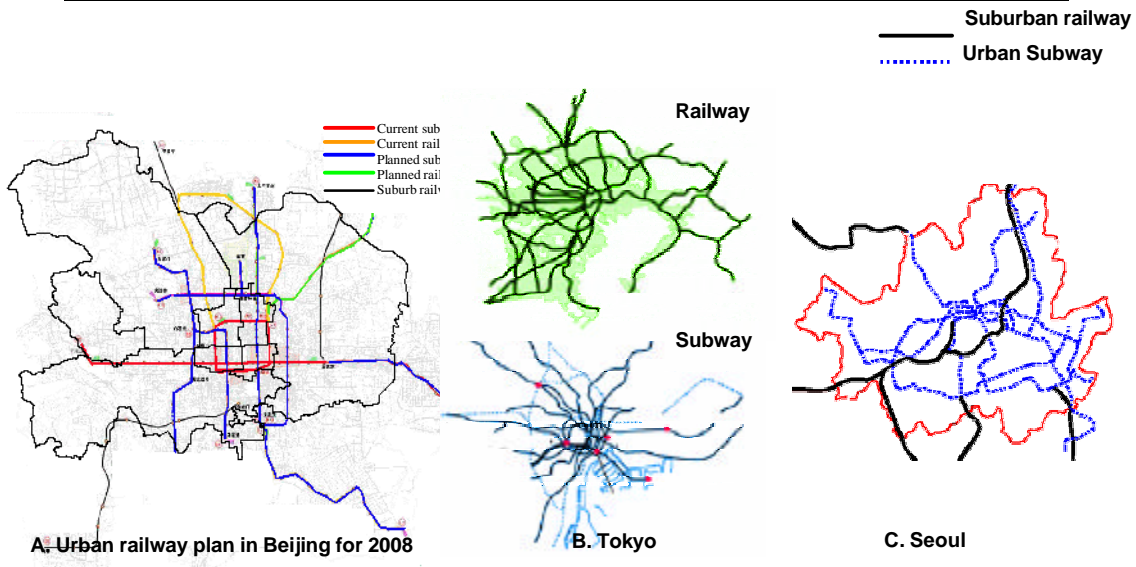 Suburban railway
Urban Subway
Railway
Current sub
Current rail
Planned sub
Planned rail
Suburb railw
Subway
A. Urban railway plan in Beijing for 2008
B. Tokyo
C. Seoul